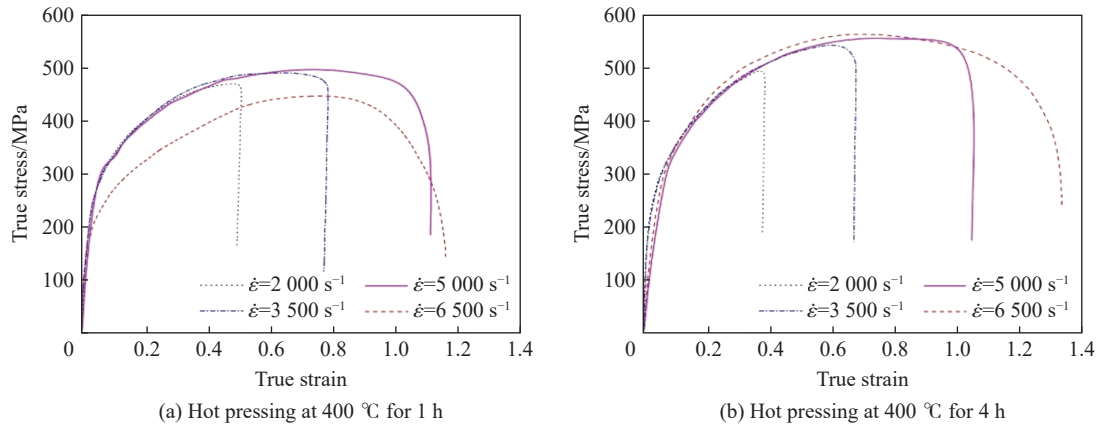 600
500
400
300
200
100
0
0.2
0.4
0.6
0.8
1.0
1.2
1.4
True stress/MPa
True strain
ε̇=2 000 s⁻¹
ε̇=5 000 s⁻¹
ε̇=3 500 s⁻¹
ε̇=6 500 s⁻¹
(a) Hot pressing at 400 ℃ for 1 h
600
500
400
300
200
100
0
0.2
0.4
0.6
0.8
1.0
1.2
1.4
True stress/MPa
True strain
ε̇=2 000 s⁻¹
ε̇=5 000 s⁻¹
ε̇=3 500 s⁻¹
ε̇=6 500 s⁻¹
(b) Hot pressing at 400 ℃ for 4 h